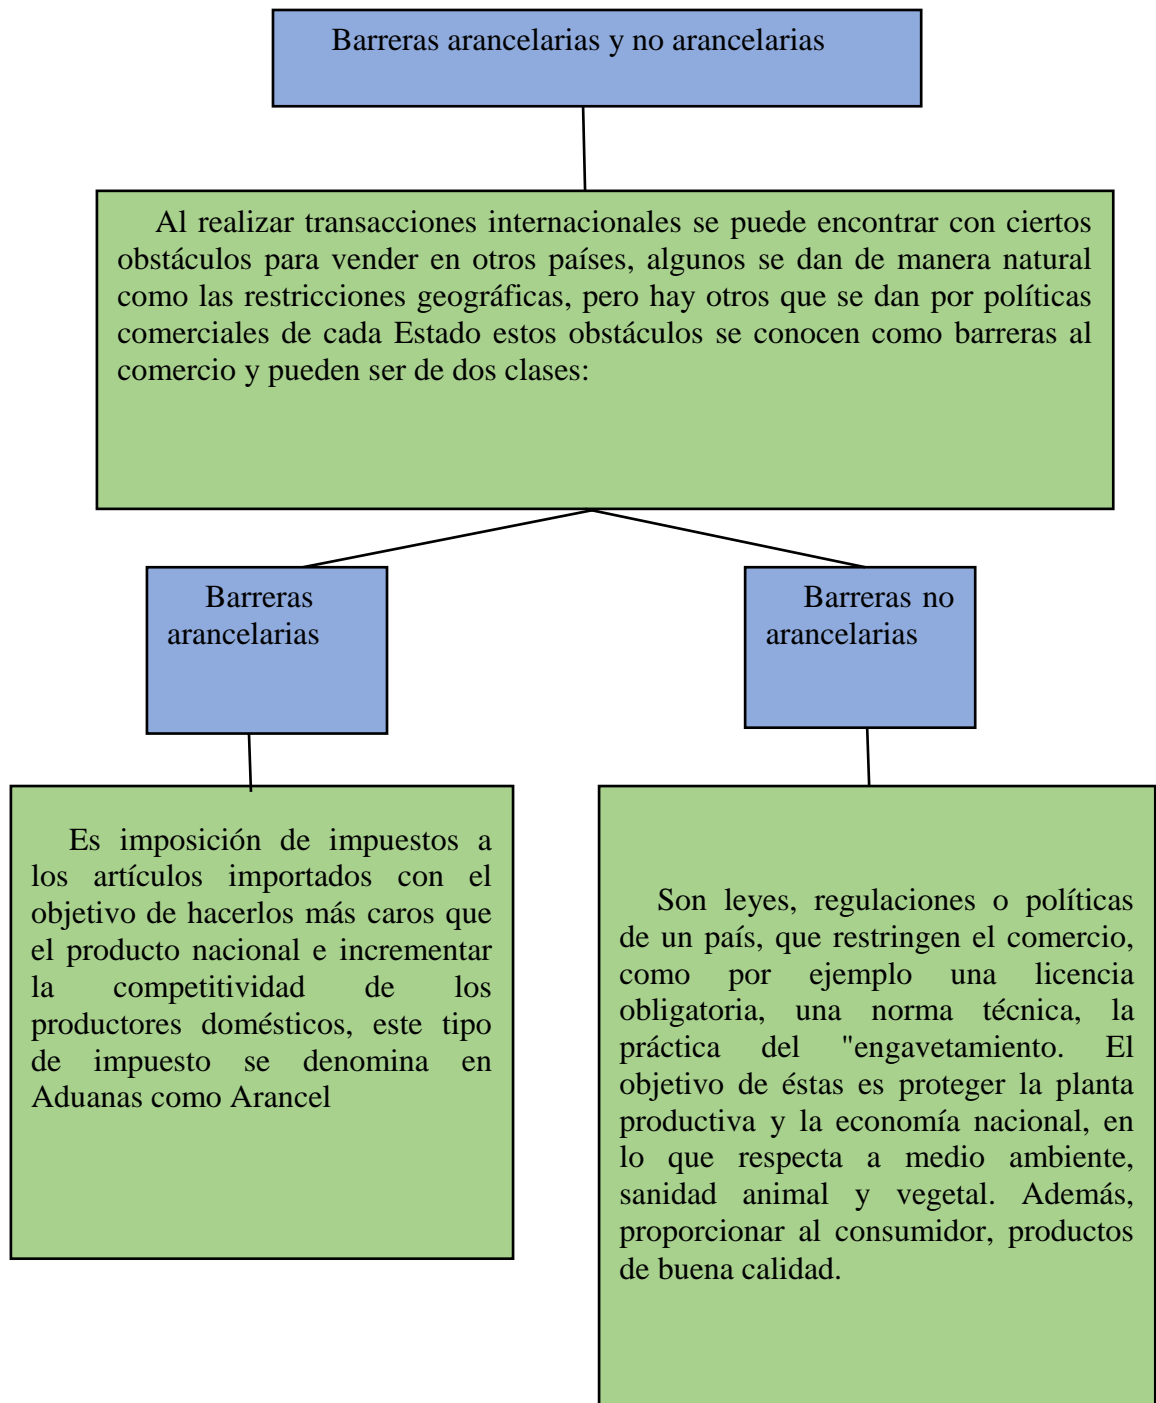 Barreras arancelarias y no arancelarias
Al realizar transacciones internacionales se puede encontrar con ciertos
obstáculos para vender en otros países, algunos se dan de manera natural
como las restricciones geográficas, pero hay otros que se dan por políticas
comerciales de cada Estado estos obstáculos se conocen como barreras al
comercio y pueden ser de dos clases:
Barreras
arancelarias
Barreras no
arancelarias
Es imposición de impuestos a
los artículos importados con el
objetivo de hacerlos más caros que
el producto nacional e incrementar
la competitividad de los
productores domésticos, este tipo
de impuesto se denomina en
Aduanas como Arancel
Son leyes, regulaciones o políticas
de un país, que restringen el comercio,
como por ejemplo una licencia
obligatoria, una norma técnica, la
práctica del "engavetamiento. El
objetivo de éstas es proteger la planta
productiva y la economía nacional, en
lo que respecta a medio ambiente,
sanidad animal y vegetal. Además,
proporcionar al consumidor, productos
de buena calidad.